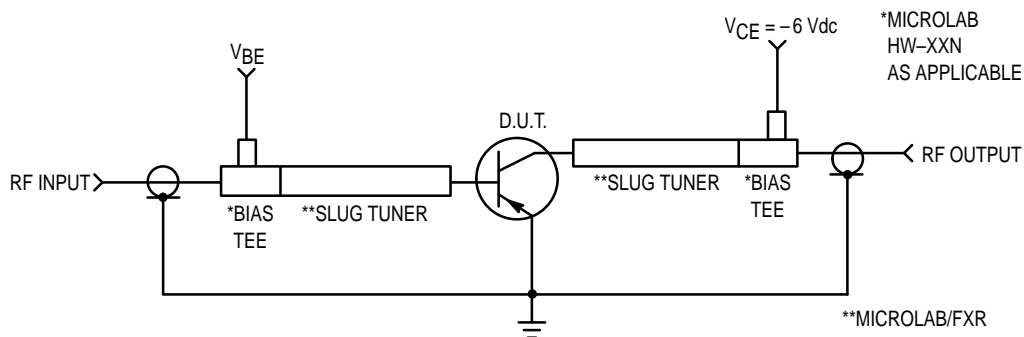 V_CE = –6 Vdc
*MICROLAB
HW–XXN
AS APPLICABLE
V_BE
D.U.T.
RF INPUT
RF OUTPUT
*BIAS
TEE
**SLUG TUNER
**SLUG TUNER
*BIAS
TEE
**MICROLAB/FXR